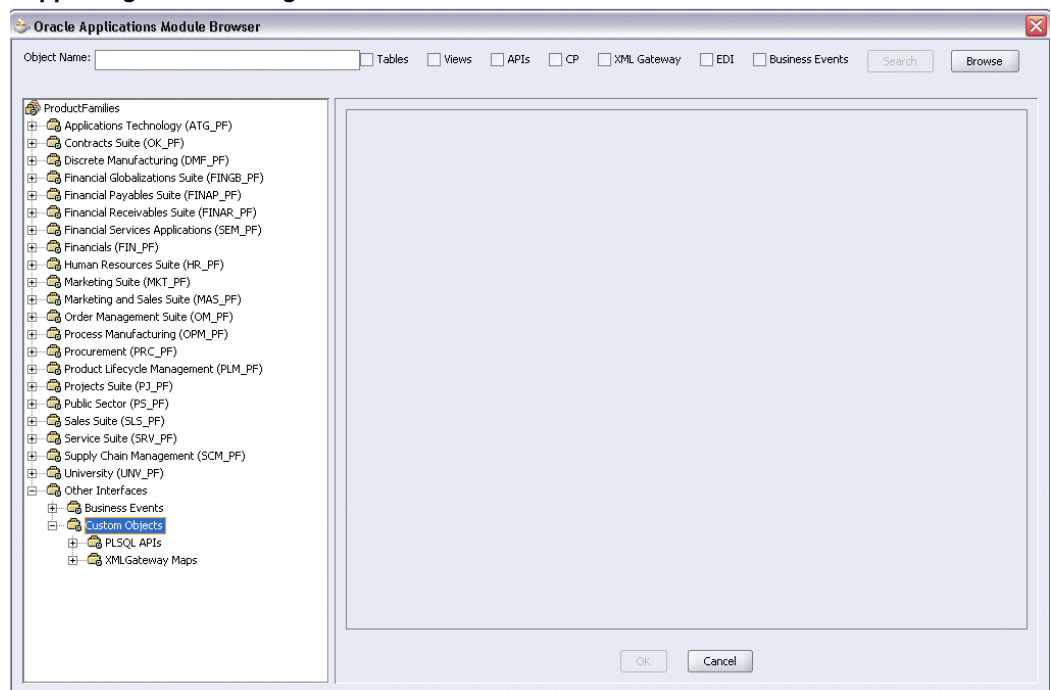 Oracle Applications Module Browser
Object Name: Tables Views APIs CP XML Gateway EDI Business Events Search Browse
ProductFamilies
Applications Technology (ATG_PF)
Contracts Suite (OK_PF)
Discrete Manufacturing (DMF_PF)
Financial Globalizations Suite (FINGB_PF)
Financial Payables Suite (FINAP_PF)
Financial Receivables Suite (FINAR_PF)
Financial Services Applications (SEM_PF)
Financials (FIN_PF)
Human Resources Suite (HR_PF)
Marketing Suite (MKT_PF)
Marketing and Sales Suite (MAS_PF)
Order Management Suite (OM_PF)
Process Manufacturing (OPM_PF)
Procurement (PRC_PF)
Product Lifecycle Management (PLM_PF)
Projects Suite (PJ_PF)
Public Sector (PS_PF)
Sales Suite (SLS_PF)
Service Suite (SRV_PF)
Supply Chain Management (SCM_PF)
University (UNV_PF)
Other Interfaces
Business Events
Custom Objects
PLSQL APIs
XMLGateway Maps
OK Cancel